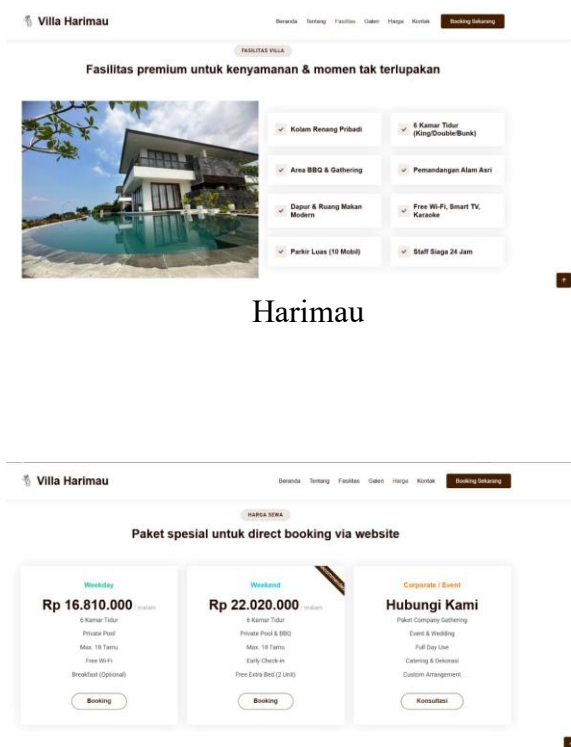 Villa Harimau
Beranda Tentang Fasilitas Galeri Harga Kontak Booking Sekarang
FASILITAS VILLA
Fasilitas premium untuk kenyamanan & momen tak terlupakan
Kolam Renang Pribadi
6 Kamar Tidur
(King/Double/Bunk)
Area BBQ & Gathering
Pemandangan Alam Asri
Dapur & Ruang Makan
Modern
Free Wi-Fi, Smart TV,
Karaoke
Parkir Luas (10 Mobil)
Staff Siaga 24 Jam
Harimau
Villa Harimau
Beranda Tentang Fasilitas Galeri Harga Kontak Booking Sekarang
HARGA SEWA
Paket spesial untuk direct booking via website
Weekday
Rp 16.810.000 / malam
6 Kamar Tidur
Private Pool
Max. 18 Tamu
Free Wi-Fi
Breakfast (Optional)
Booking
Weekend
Rp 22.020.000 / malam
6 Kamar Tidur
Private Pool & BBQ
Max. 18 Tamu
Early Check-in
Free Extra Bed (2 Unit)
Booking
Corporate / Event
Hubungi Kami
Paket Company Gathering
Event & Wedding
Full Day Use
Catering & Dekorasi
Custom Arrangement
Konsultasi